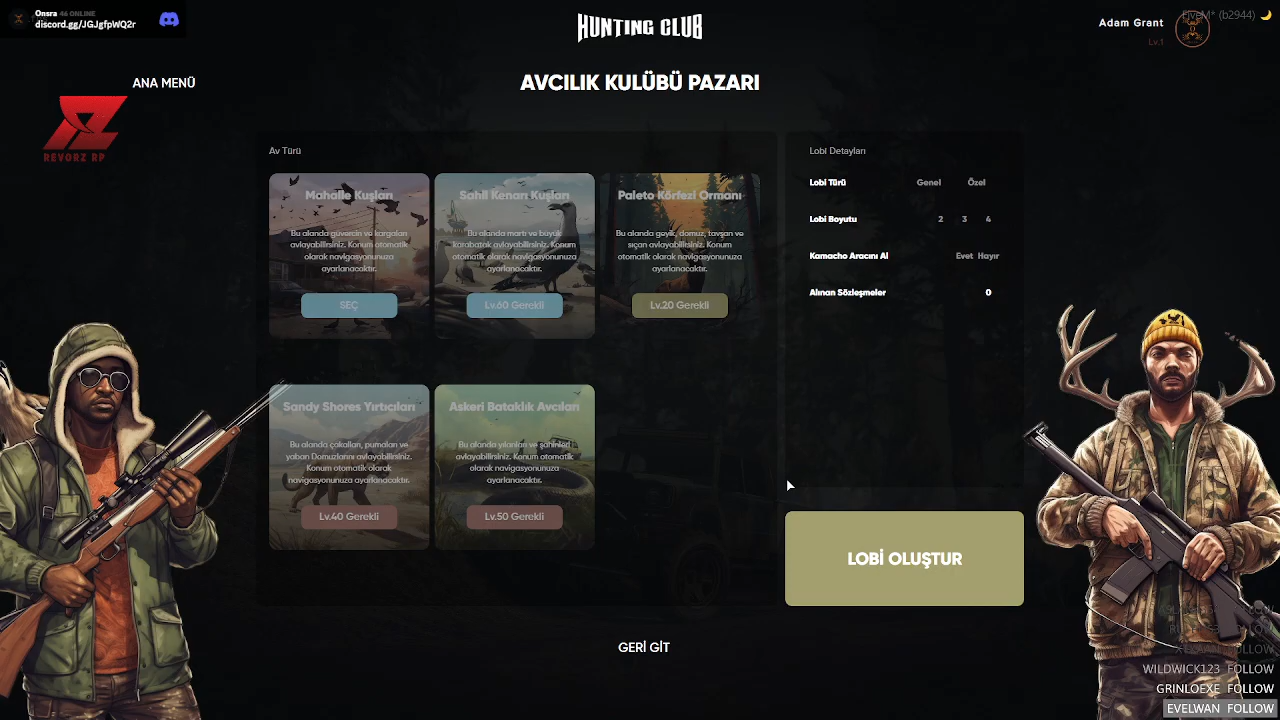 Onsra 46 ONLINE
discord.gg/JGJgfpWQ2r
HUNTING CLUB
Adam Grant
FiveM* (b2944)
Lv.1
ANA MENÜ
AVCILIK KULÜBÜ PAZARI
REVORZ RP
Av Türü
Mahalle Kuşları
Bu alanda güvercin ve kargaları
avlayabilirsiniz. Konum otomatik
olarak navigasyonunuza
ayarlanacaktır.
SEÇ
Sahil Kenarı Kuşları
Bu alanda martı ve büyük
karabatak avlayabilirsiniz. Konum
otomatik olarak navigasyonunuza
ayarlanacaktır.
Lv.60 Gerekli
Paleto Körfezi Ormanı
Bu alanda geyik, domuz, tavşan ve
sıçan avlayabilirsiniz. Konum
otomatik olarak navigasyonunuza
ayarlanacaktır.
Lv.20 Gerekli
Sandy Shores Yırtıcıları
Bu alanda çakalları, pumaları ve
yaban Domuzlarını avlayabilirsiniz.
Konum otomatik olarak
navigasyonunuza ayarlanacaktır.
Lv.40 Gerekli
Askeri Bataklık Avcıları
Bu alanda yılanları ve şahinleri
avlayabilirsiniz. Konum otomatik
olarak navigasyonunuza
ayarlanacaktır.
Lv.50 Gerekli
Lobi Detayları
Lobi Türü Genel Özel
Lobi Boyutu 2 3 4
Kamacho Aracını Al Evet Hayır
Alınan Sözleşmeler 0
LOBİ OLUŞTUR
GERİ GİT
FOLLOW
WILDWICK123 FOLLOW
GRINLOEXE FOLLOW
EVELWAN FOLLOW